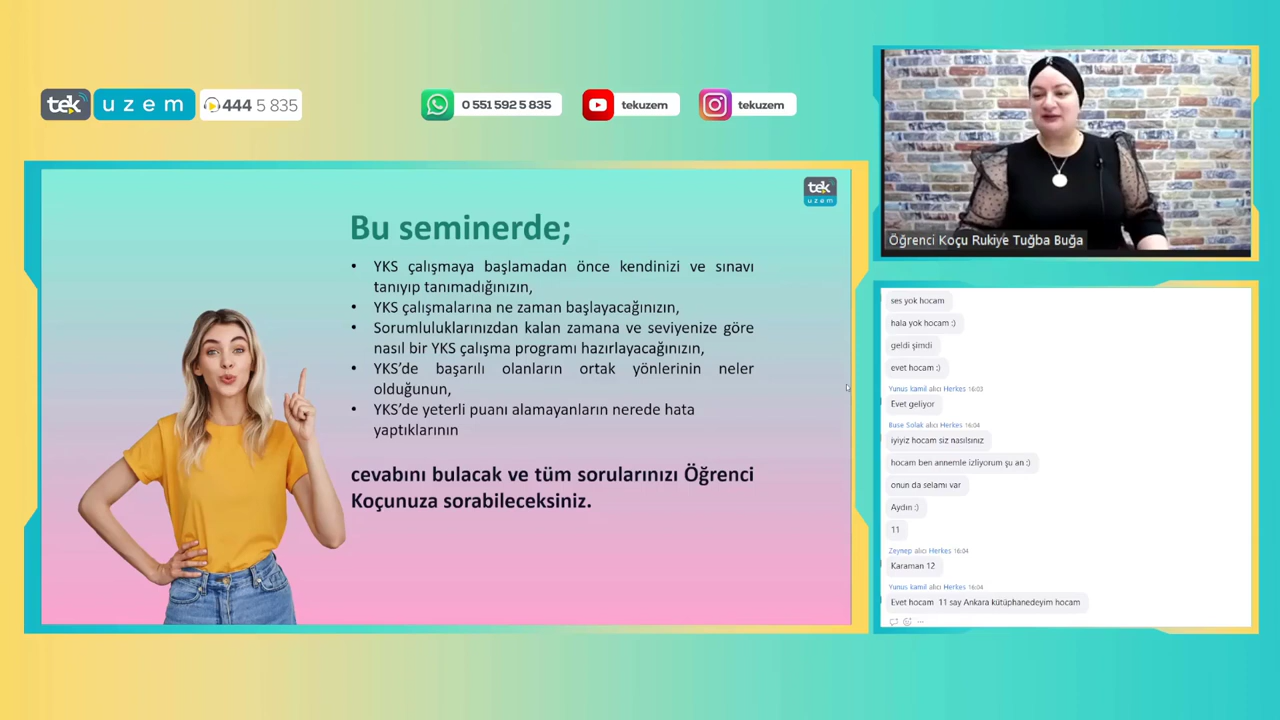 tek uzem 444 5 835
0 551 592 5 835
tekuzem
tekuzem
tek
uzem
Bu seminerde;
• YKS çalışmaya başlamadan önce kendinizi ve sınavı
tanıyıp tanımadığınızın,
• YKS çalışmalarına ne zaman başlayacağınızın,
• Sorumluluklarınızdan kalan zamana ve seviyenize göre
nasıl bir YKS çalışma programı hazırlayacağınızın,
• YKS’de başarılı olanların ortak yönlerinin neler
olduğunun,
• YKS’de yeterli puanı alamayanların nerede hata
yaptıklarının
cevabını bulacak ve tüm sorularınızı Öğrenci
Koçunuza sorabileceksiniz.
Öğrenci Koçu Rukiye Tuğba Buğa
ses yok hocam
hala yok hocam :)
geldi şimdi
evet hocam :)
Yunus kamil alıcı Herkes 16:03
Evet geliyor
Buse Solak alıcı Herkes 16:04
iyiyiz hocam siz nasılsınız
hocam ben annemle izliyorum şu an :)
onun da selamı var
Aydın :)
11
Zeynep alıcı Herkes 16:04
Karaman 12
Yunus kamil alıcı Herkes 16:04
Evet hocam 11 say Ankara kütüphanedeyim hocam